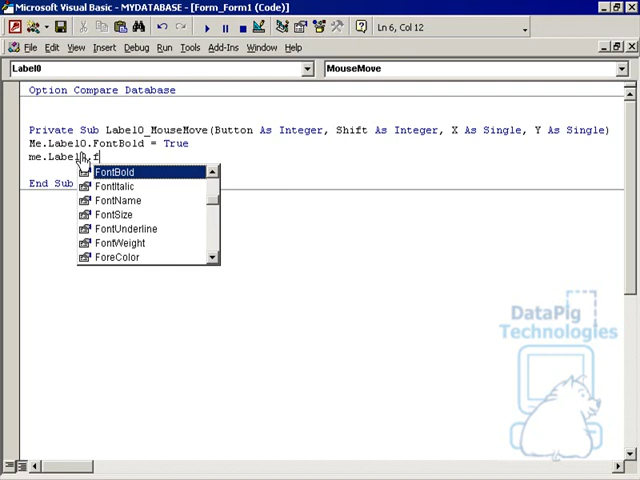 Microsoft Visual Basic - MYDATABASE - [Form_Form1 (Code)]
File Edit View Insert Debug Run Tools Add-Ins Window Help
Ln 6, Col 12
Label0 MouseMove
Option Compare Database
Private Sub Label0_MouseMove(Button As Integer, Shift As Integer, X As Single, Y As Single)
Me.Label0.FontBold = True
me.Label0.f
FontBold
FontItalic
FontName
FontSize
FontUnderline
FontWeight
ForeColor
End Sub
DataPig
Technologies